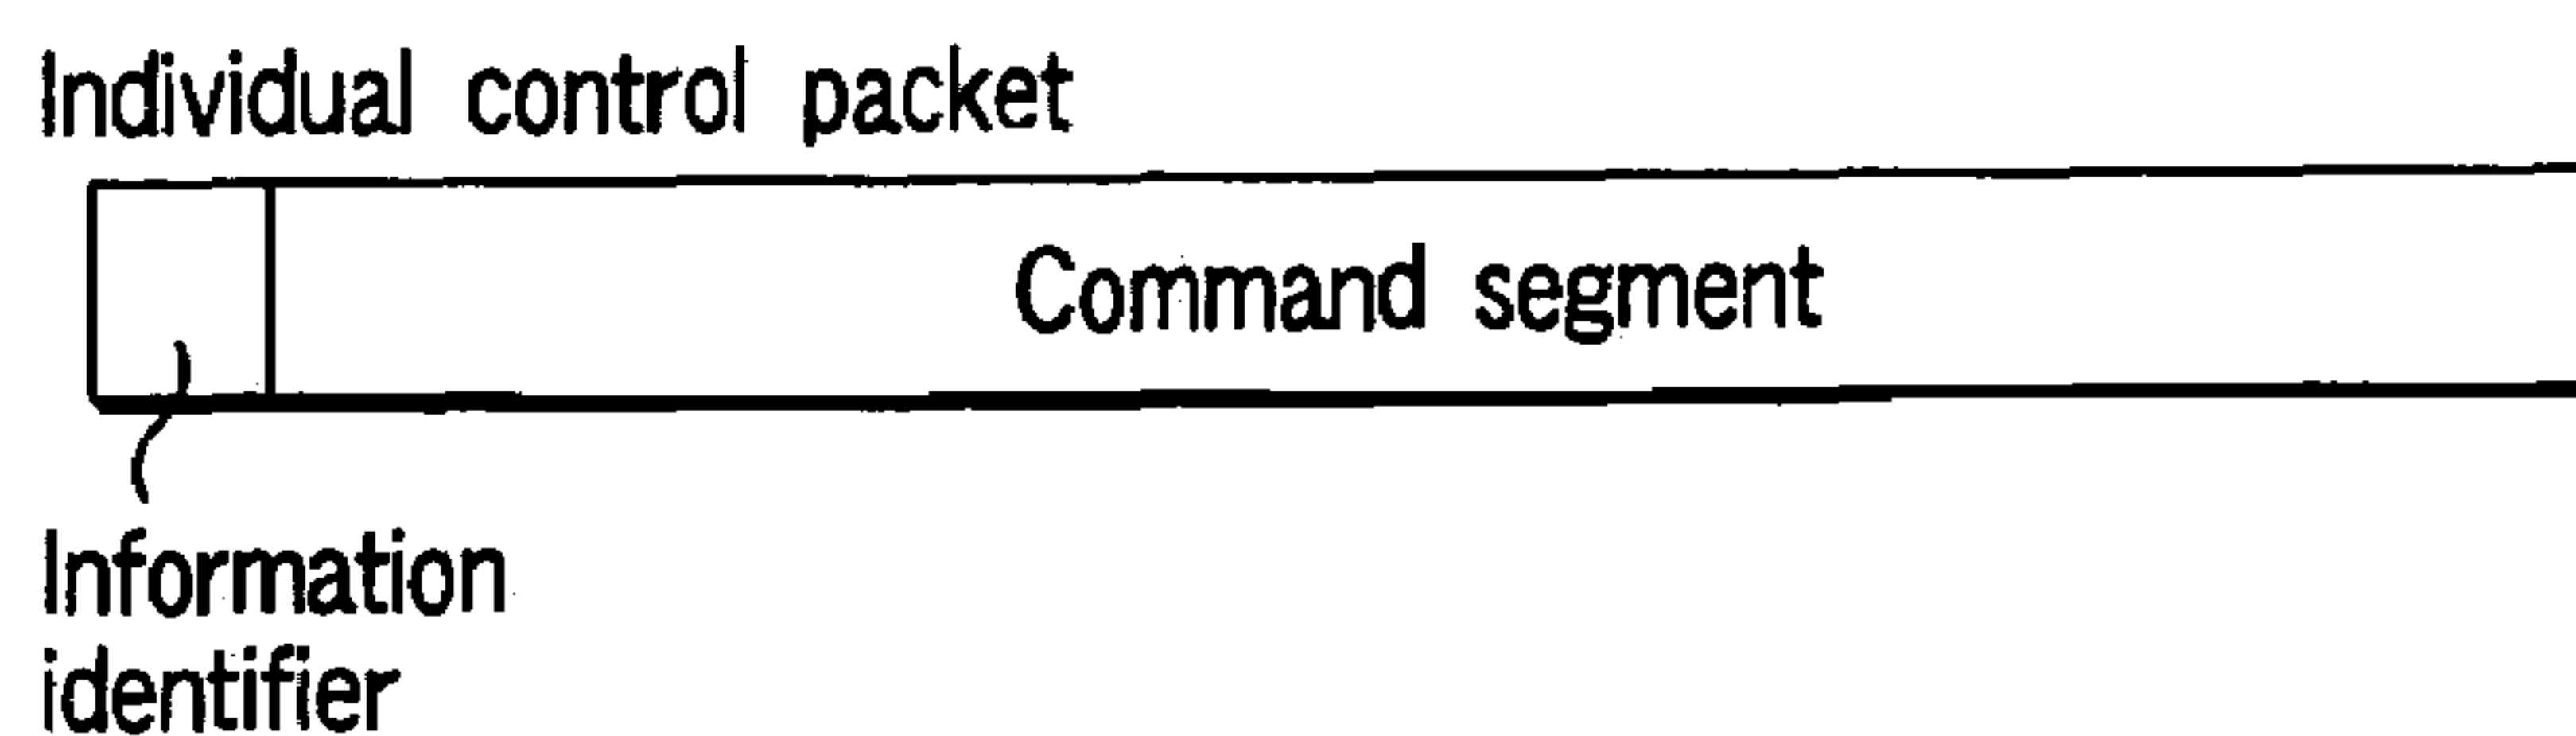 Individual control packet
Command segment
Information
identifier